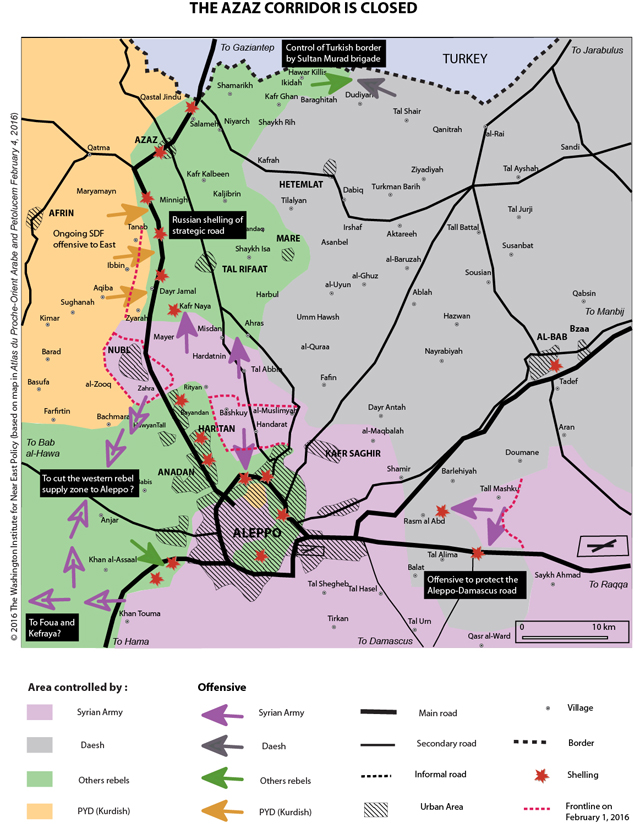 THE AZAZ CORRIDOR IS CLOSED
To Gaziantep
Control of Turkish border
by Sultan Murad brigade
TURKEY
To Jarabulus
Hawar Killis
Ikidah
Shamarikh
Qastal Jindu
Kafr Ghan
Baraghitah
Dudiyan
Tal Shair
Salameh
Niyarch
Shaykh Rih
Qanitrah
al-Rai
AZAZ
Qatma
Kafrah
Sandi
Kafr Kalbeen
Ziyadiyah
Tal Ayshah
HETEMLAT
Dabiq
Turkman Barih
Maryamayn
Minnigh
Kaljibrin
Tilalyan
AFRIN
Tal Jurji
Russian shelling of
strategic road
Ongoing SDF
offensive to East
Tanab
Irshaf
Aktareen
Tall Battal
MARE
Asanbel
Shaykh Isa
Susanbat
Ibbin
TAL RIFAAT
al-Baruzah
al-Ghuz
Sousian
Aqiba
Dayr Jamal
Harbul
al-Uyun
Ablah
Qabsin
Sughanah
Kafr Naya
To Manbij
Kimar
Zyarah
Umm Hawsh
Hazwan
Misdan
Ahras
Bzaa
Mayer
AL-BAB
NUBL
al-Quraa
Barad
Hardatnin
Nayrabiyah
Tal Abbin
Basufa
al-Zooq
Zahra
Rityan
Fafin
Tadef
Farfirtin
Bachmara
Bayandan
Bashkuy
al-Muslimyah
Dayr Antah
HARITAN
Handarat
al-Maqbalah
Aran
To Bab
al-Hawa
KAFR SAGHIR
Doumane
ANADAN
Shamir
Barlehiyah
To cut the western rebel
supply zone to Aleppo ?
Tall Mashku
Anjar
Rasm al Abd
ALEPPO
Khan al-Assaal
Tal Alima
Balat
Offensive to protect the
Aleppo-Damascus road
Saykh Ahmad
To Raqqa
Tal Shegheb
Tal Hasel
To Foua and
Kefraya?
Khan Touma
Tirkan
Tal Um
0
10 km
To Hama
To Damascus
Qasr al-Ward
© 2016 The Washington Institute for Near East Policy (based on map in Atlas du Proche-Orient Arabe and Petolucem February 4, 2016)
Area controlled by :
Offensive
Syrian Army
Syrian Army
Main road
Village
Daesh
Daesh
Secondary road
Border
Others rebels
Others rebels
Informal road
Shelling
PYD (Kurdish)
PYD (Kurdish)
Urban Area
Frontline on
February 1, 2016